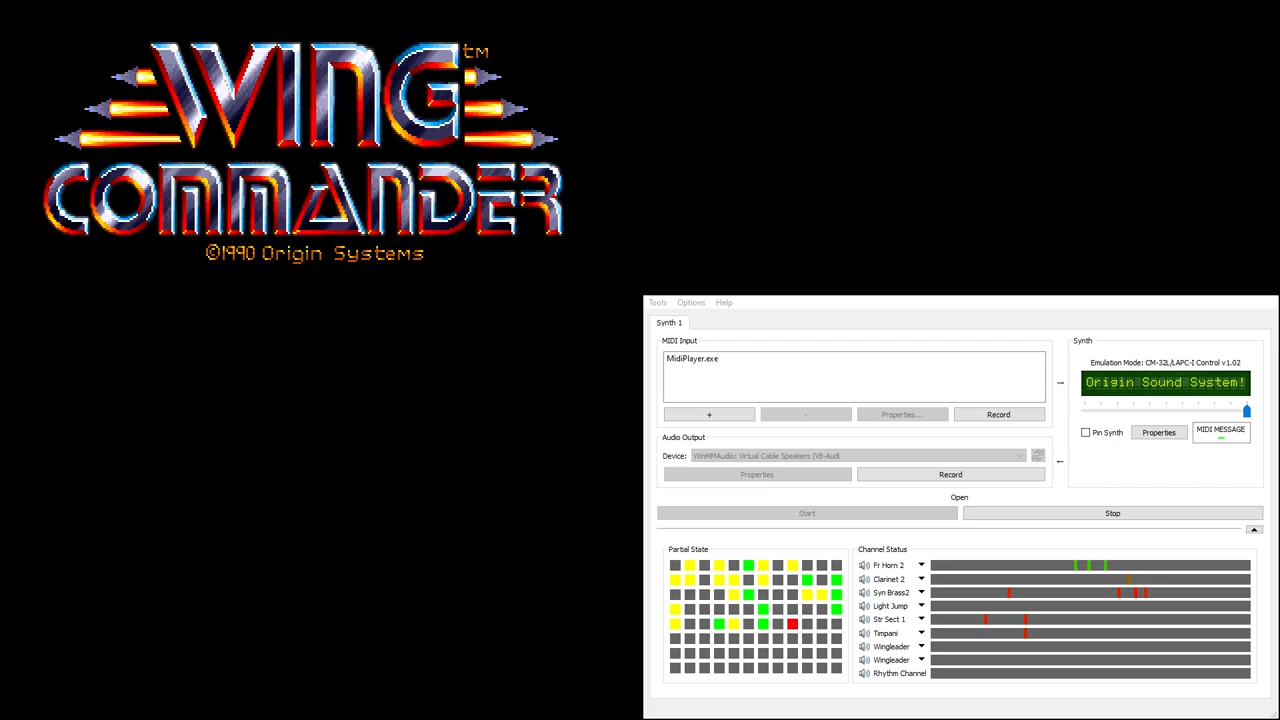 WING
TM
COMMANDER
©1990 Origin Systems
Tools Options Help
Synth 1
MIDI Input
MidiPlayer.exe
+ - Properties... Record
Audio Output
Device: WinMMAudio: Virtual Cable Speakers (VB-Audi
Properties Record
Synth
Emulation Mode: CM-32L/LAPC-I Control v1.02
Origin Sound System!
Pin Synth Properties MIDI MESSAGE
Open
Start Stop
Partial State
Channel Status
Fr Horn 2
Clarinet 2
Syn Brass2
Light Jump
Str Sect 1
Timpani
Wingleader
Wingleader
Rhythm Channel